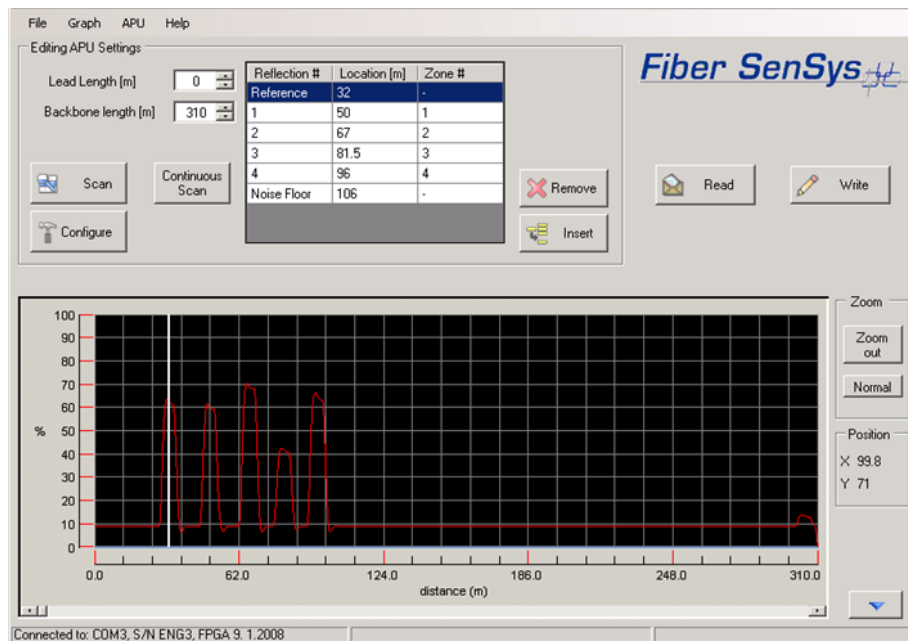 File Graph APU Help
Editing APU Settings
Lead Length [m] 0
Backbone length [m] 310
Reflection # Location [m] Zone #
Reference 32 -
1 50 1
2 67 2
3 81.5 3
4 96 4
Noise Floor 106 -
Scan
Continuous
Scan
Configure
Remove
Insert
Fiber SenSys
Read
Write
100
90
80
70
60
50
40
30
20
10
0
%
0.0 62.0 124.0 186.0 248.0 310.0
distance (m)
Zoom
Zoom
out
Normal
Position
X 99.8
Y 71
Connected to: COM3, S/N ENG3, FPGA 9. 1.2008